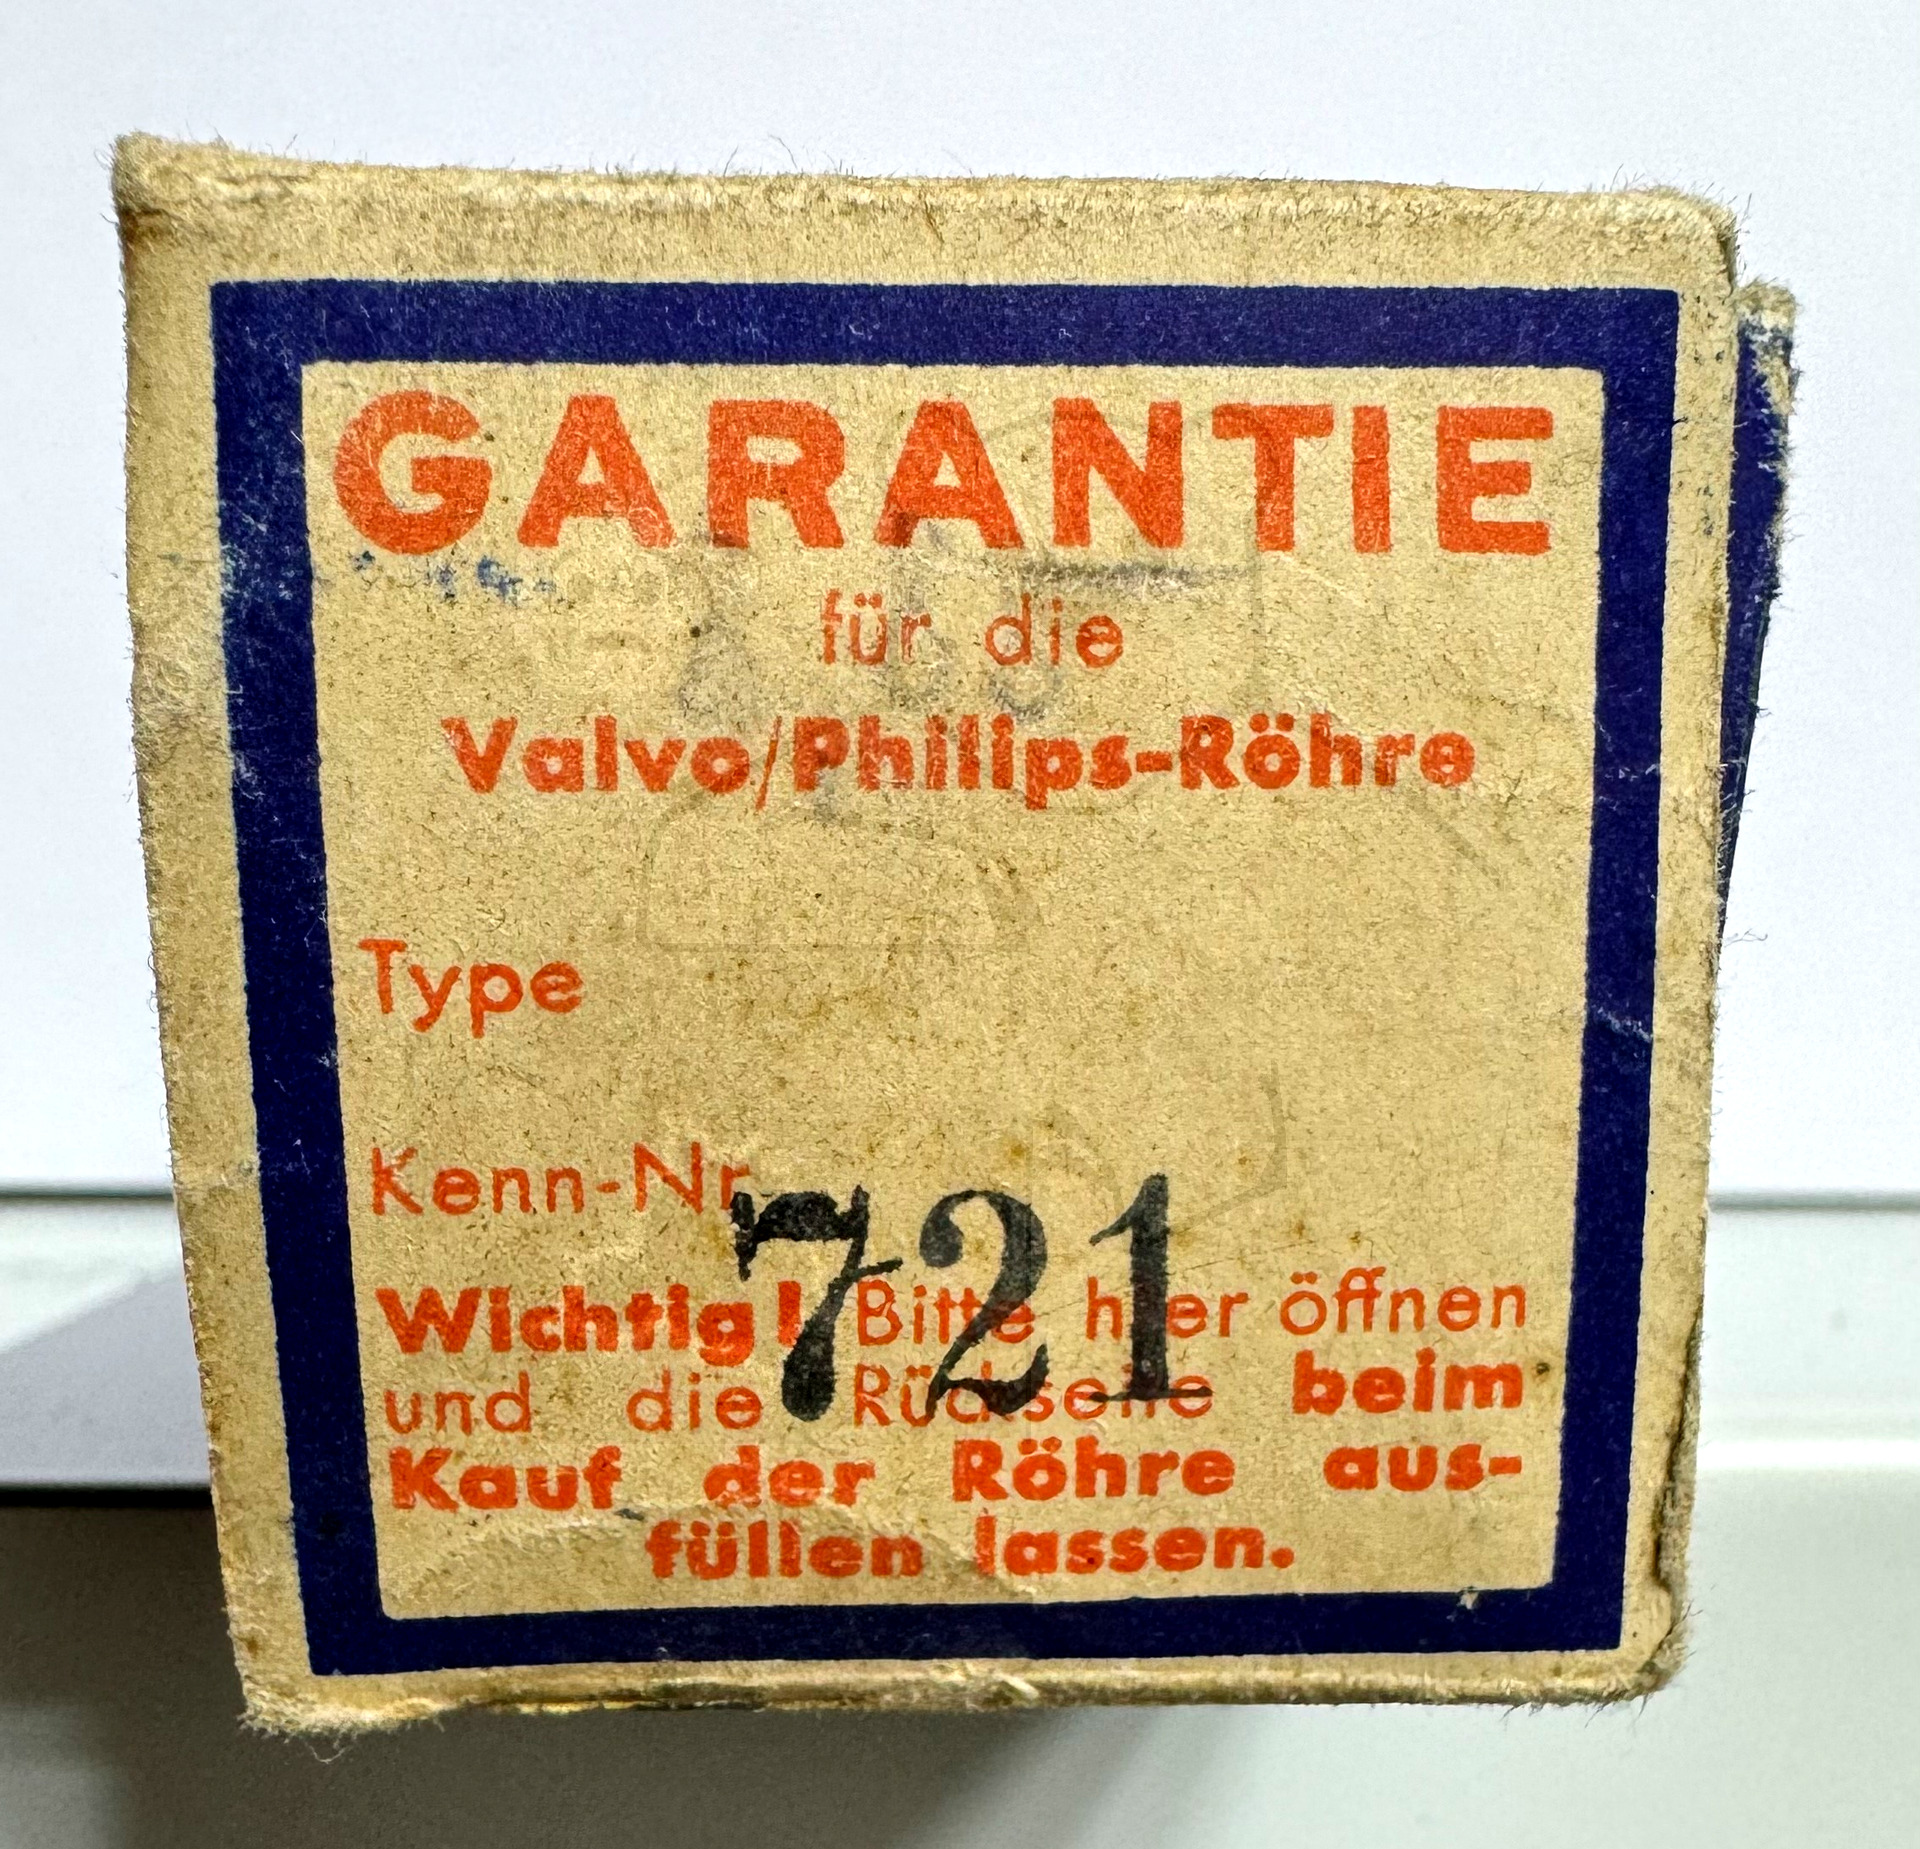 GARANTIE
für die
Valvo/Philips-Röhre
Type
Kenn-Nr.
721
Wichtig! Bitte hier öffnen
und die Rückseite beim
Kauf der Röhre aus-
füllen lassen.